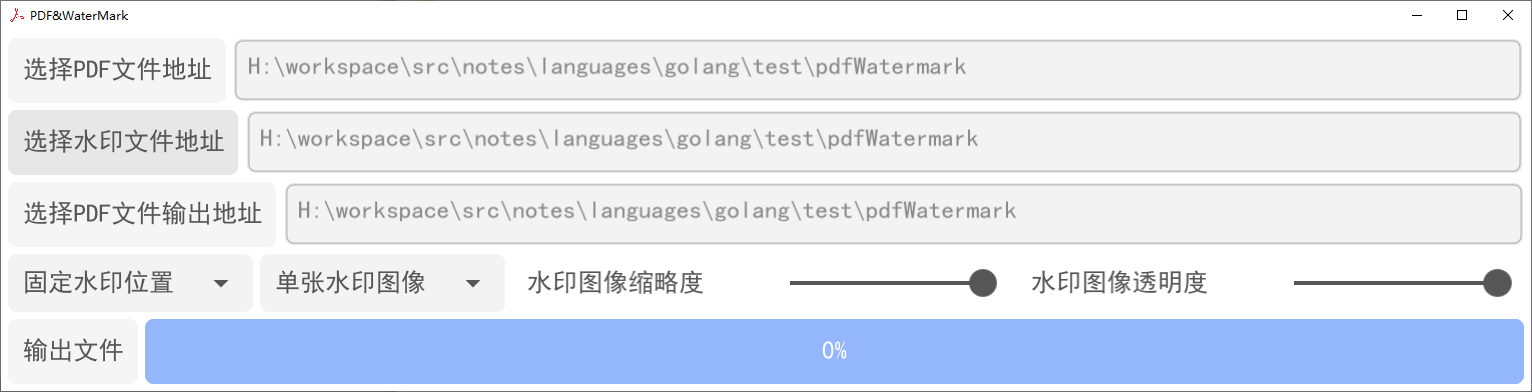 PDF&WaterMark
选择PDF文件地址 H:\workspace\src\notes\languages\golang\test\pdfWatermark
选择水印文件地址 H:\workspace\src\notes\languages\golang\test\pdfWatermark
选择PDF文件输出地址 H:\workspace\src\notes\languages\golang\test\pdfWatermark
固定水印位置 单张水印图像 水印图像缩略度 水印图像透明度
输出文件 0%